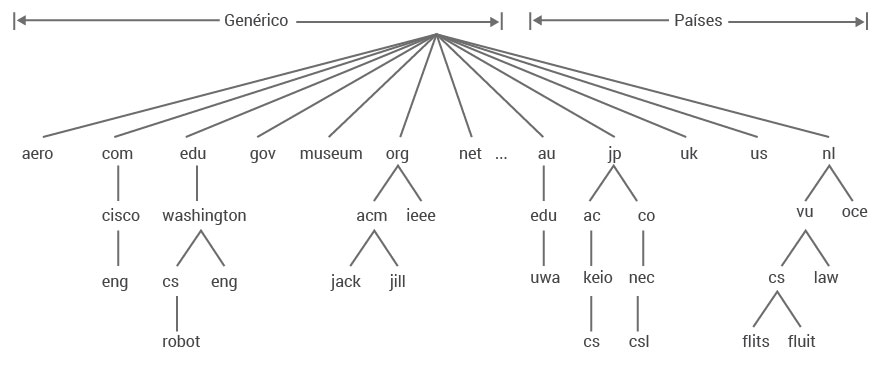 Genérico Países
aero com edu gov museum org net ... au jp uk us nl
cisco washington acm ieee edu ac co vu oce
eng cs eng jack jill uwa keio nec cs law
robot cs csl flits fluit